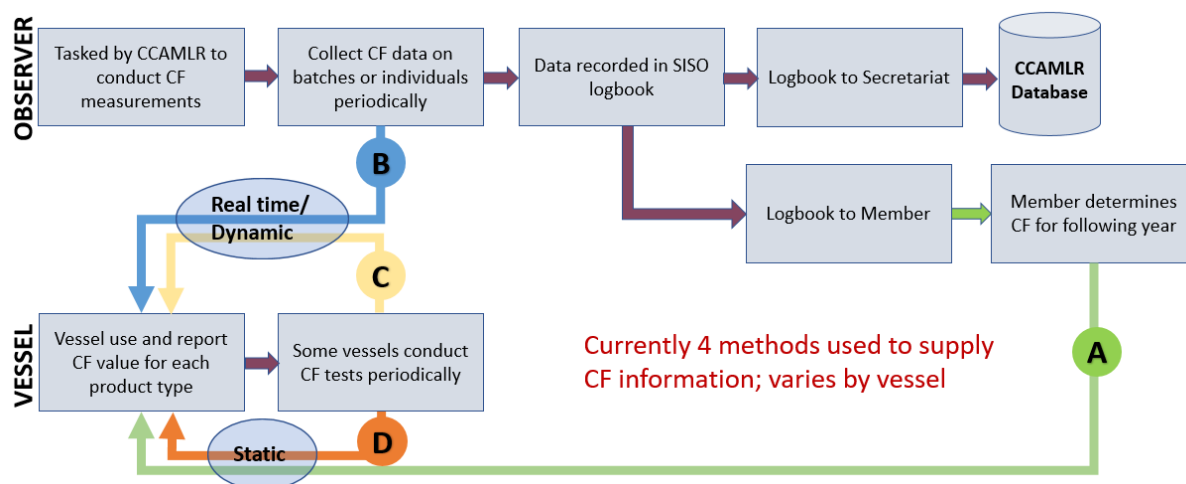 OBSERVER
Tasked by CCAMLR to
conduct CF
measurements
Collect CF data on
batches or individuals
periodically
Data recorded in SISO
logbook
Logbook to Secretariat
CCAMLR
Database
B
Real time/
Dynamic
C
Logbook to Member
Member determines
CF for following year
VESSEL
Vessel use and report
CF value for each
product type
Some vessels conduct
CF tests periodically
Currently 4 methods used to supply
CF information; varies by vessel
A
D
Static